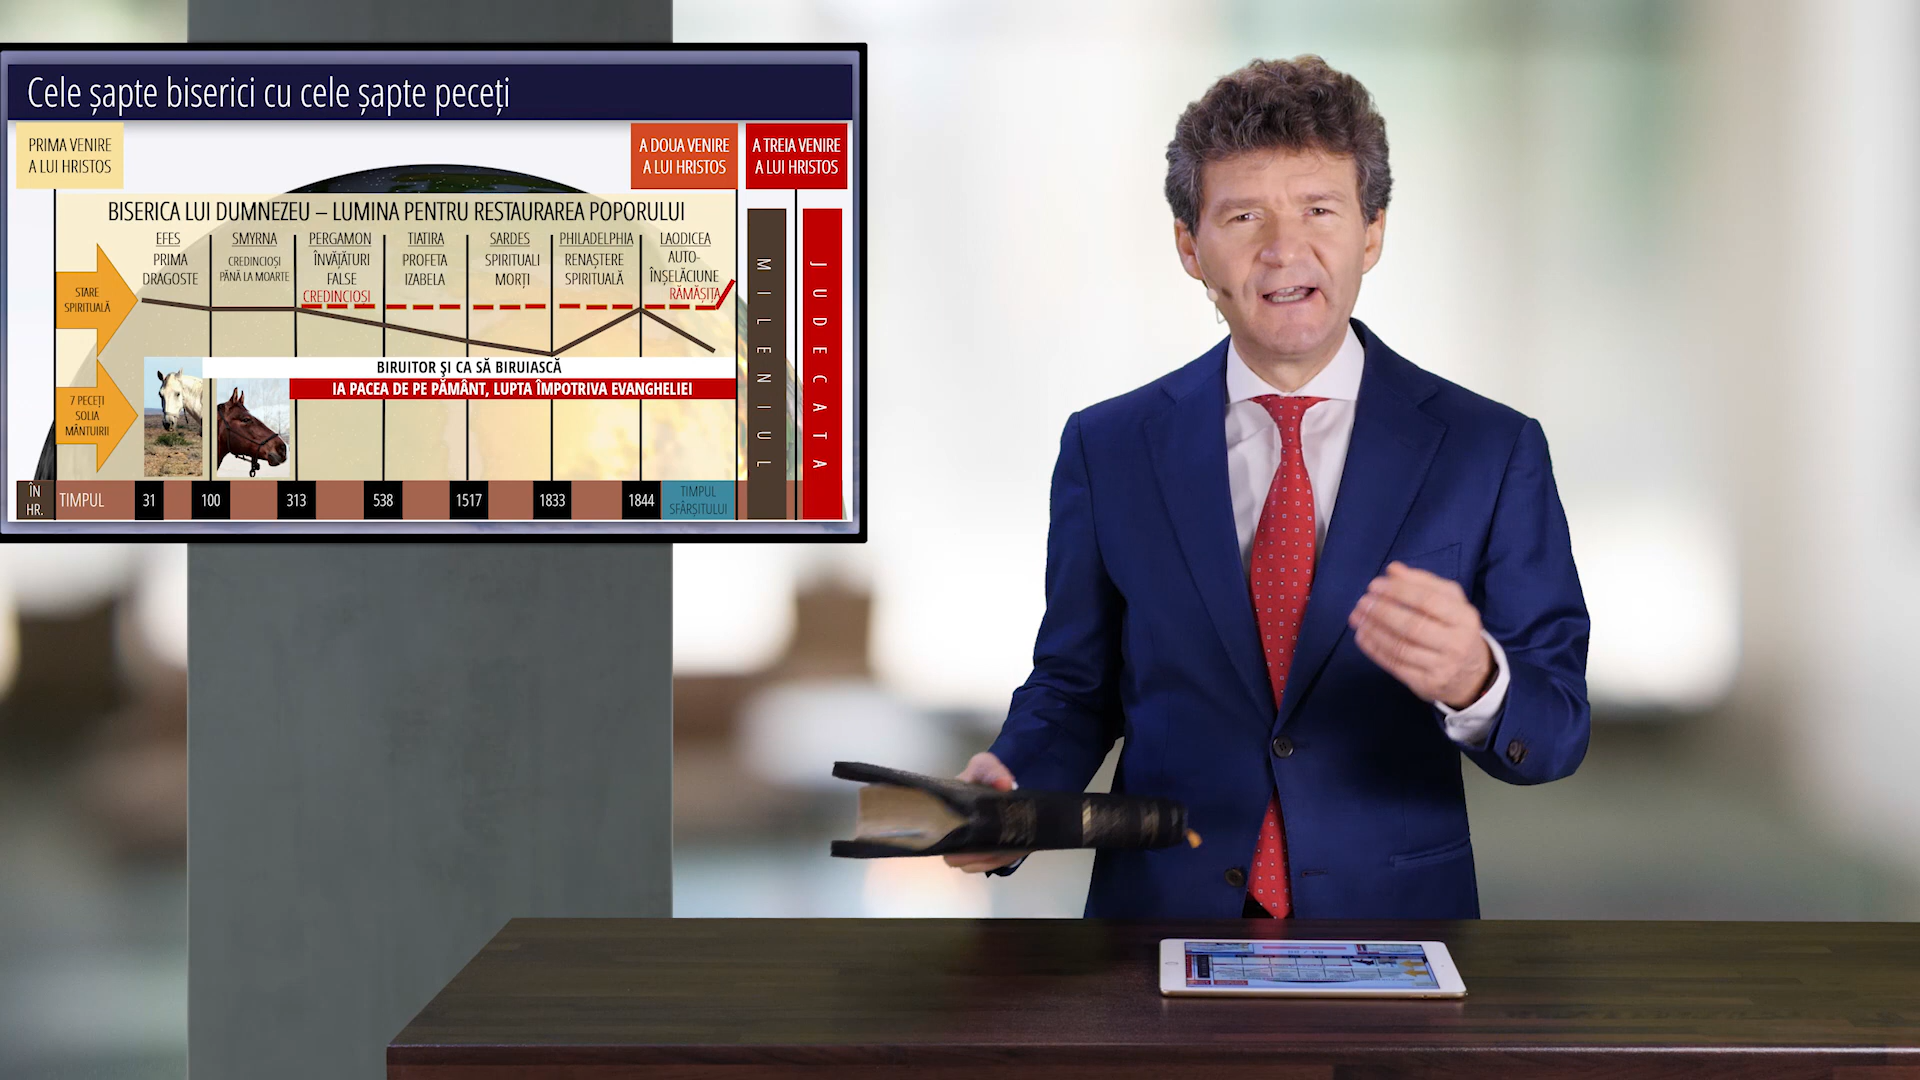 Cele șapte biserici cu cele șapte peceți
PRIMA VENIRE
A LUI HRISTOS
A DOUA VENIRE
A LUI HRISTOS
A TREIA VENIRE
A LUI HRISTOS
BISERICA LUI DUMNEZEU – LUMINA PENTRU RESTAURAREA POPORULUI
EFES
PRIMA
DRAGOSTE
SMYRNA
CREDINCIOȘI
PÂNĂ LA MOARTE
PERGAMON
ÎNVĂȚĂTURI
FALSE
CREDINCIOȘI
TIATIRA
PROFETA
IZABELA
SARDES
SPIRITUALI
MORȚI
PHILADELPHIA
RENAȘTERE
SPIRITUALĂ
LAODICEA
AUTO-
ÎNȘELĂCIUNE
RĂMĂȘIȚA
STARE
SPIRITUALĂ
BIRUITOR ŞI CA SĂ BIRUIASCĂ
IA PACEA DE PE PĂMÂNT, LUPTA ÎMPOTRIVA EVANGHELIEI
7 PECEȚI
SOLIA
MÂNTUIRII
MILENIUL
JUDECATA
ÎN
HR.
TIMPUL
31
100
313
538
1517
1833
1844
TIMPUL
SFÂRȘITULUI